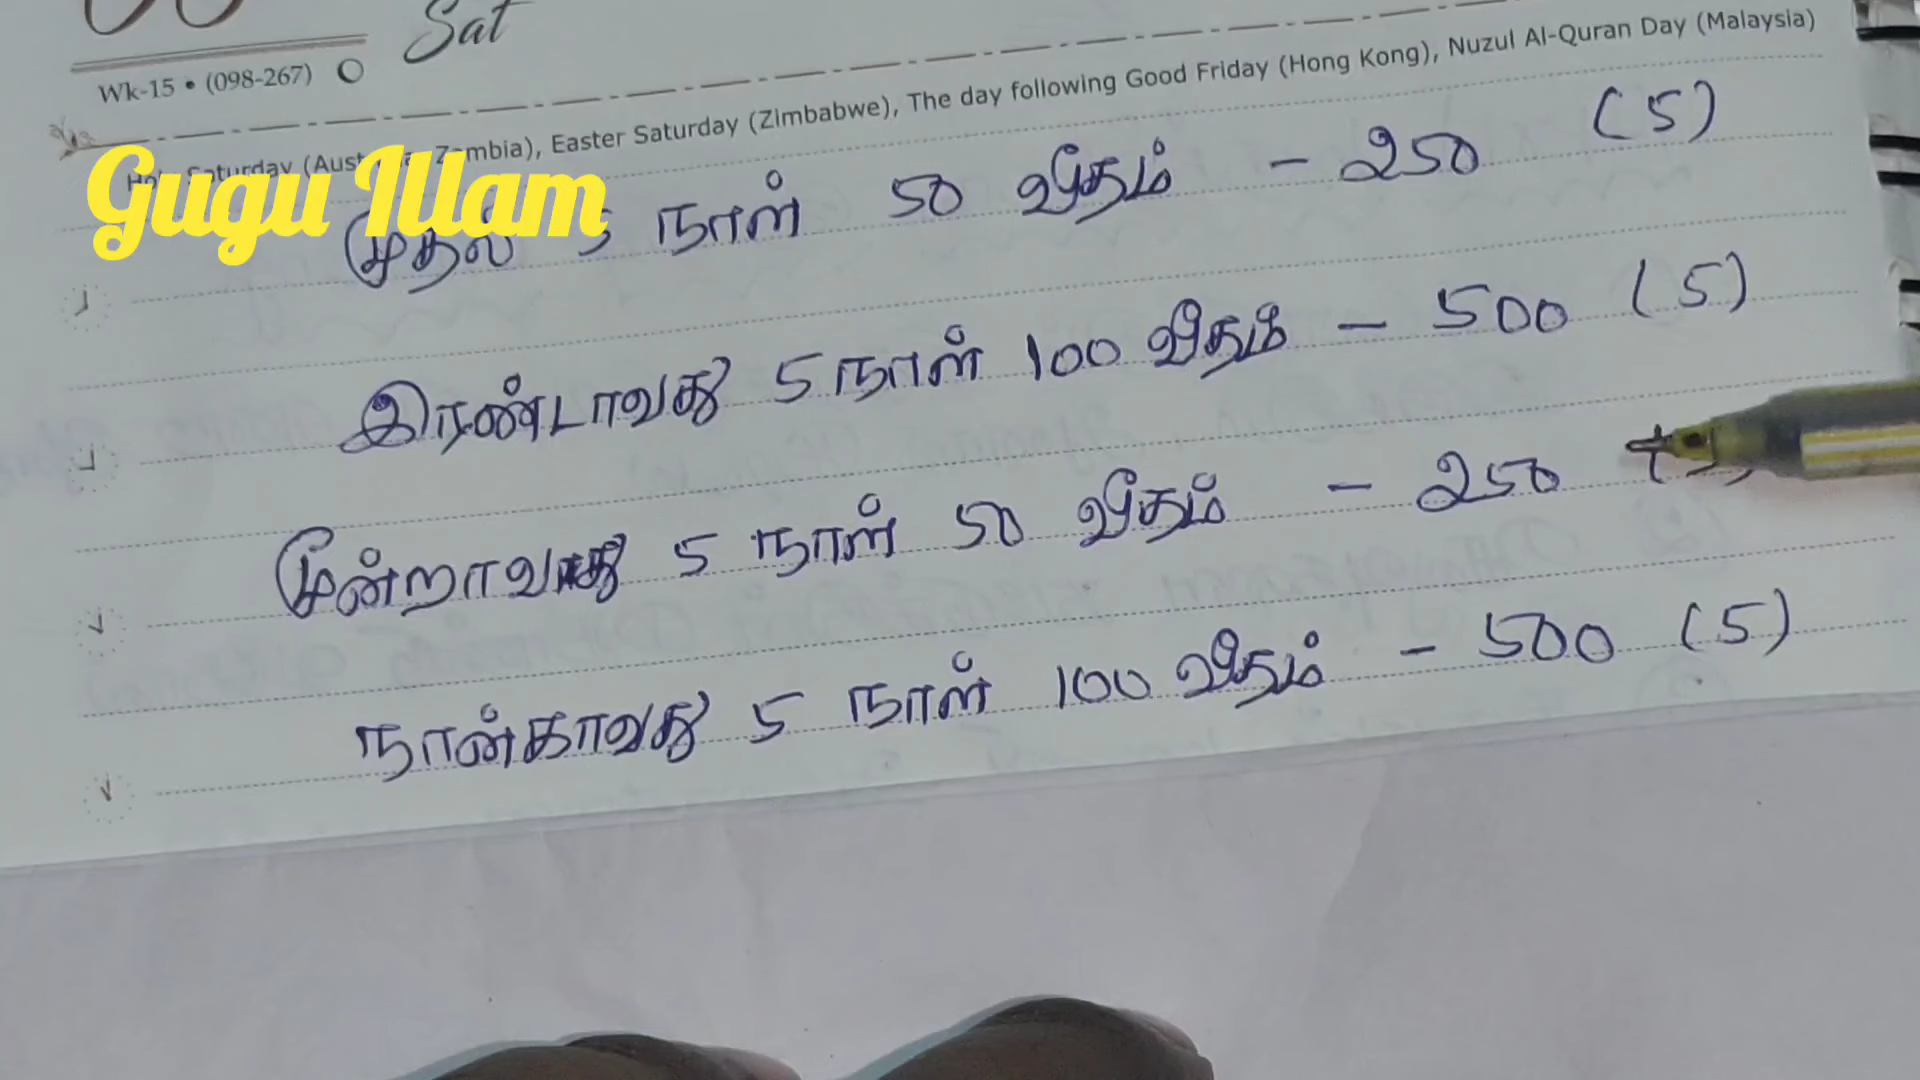 Sat
Wk-15 • (098-267)
Saturday (Zambia), Easter Saturday (Zimbabwe), The day following Good Friday (Hong Kong), Nuzul Al-Quran Day (Malaysia)
Gugu Illam
முதல் 5 நாள் 50 வீதம் - 250 (5)
இரண்டாவது 5 நாள் 100 வீதம் - 500 (5)
மூன்றாவது 5 நாள் 50 வீதம் - 250
நான்காவது 5 நாள் 100 வீதம் - 500 (5)